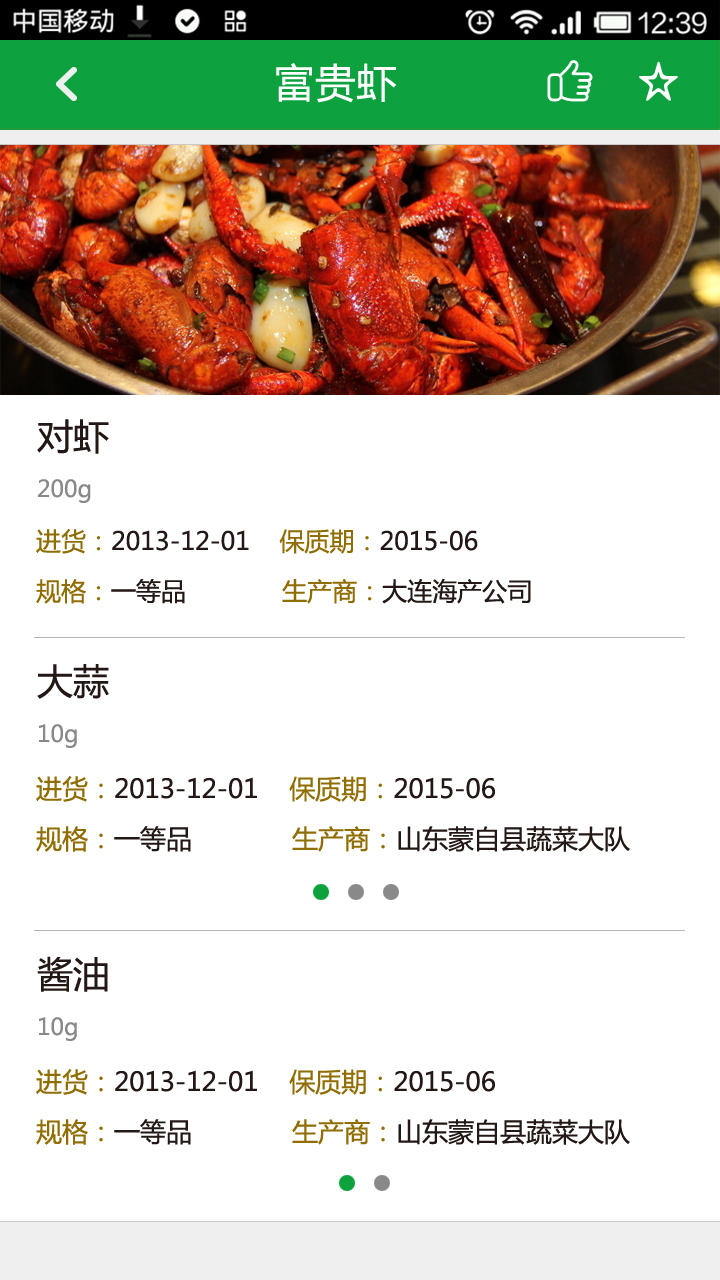 中国移动 12:39
富贵虾
对虾
200g
进货：2013-12-01 保质期：2015-06
规格：一等品 生产商：大连海产公司
大蒜
10g
进货：2013-12-01 保质期：2015-06
规格：一等品 生产商：山东蒙自县蔬菜大队
酱油
10g
进货：2013-12-01 保质期：2015-06
规格：一等品 生产商：山东蒙自县蔬菜大队